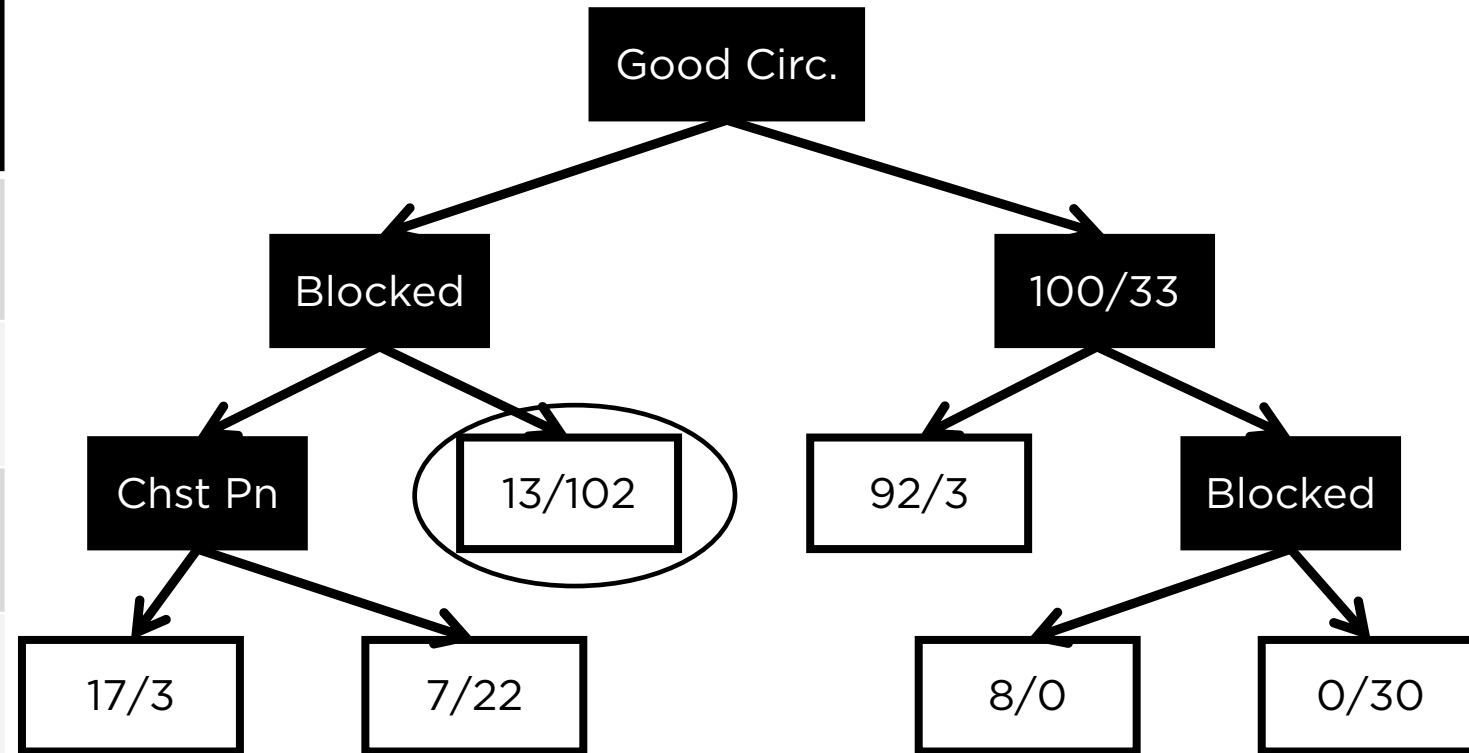 Good Circ.
Blocked
100/33
Chst Pn
13/102
92/3
Blocked
17/3
7/22
8/0
0/30